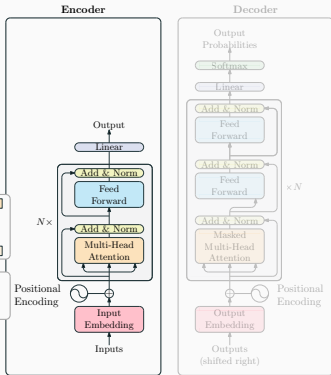 Encoder
Output
Linear
Add & Norm
Feed
Forward
N×
Add & Norm
Multi-Head
Attention
Positional
Encoding
Input
Embedding
Inputs
Decoder
Output
Probabilities
Softmax
Linear
Add & Norm
Feed
Forward
Add & Norm
Feed
Forward
×N
Add & Norm
Masked
Multi-Head
Attention
Positional
Encoding
Output
Embedding
Outputs
(shifted right)